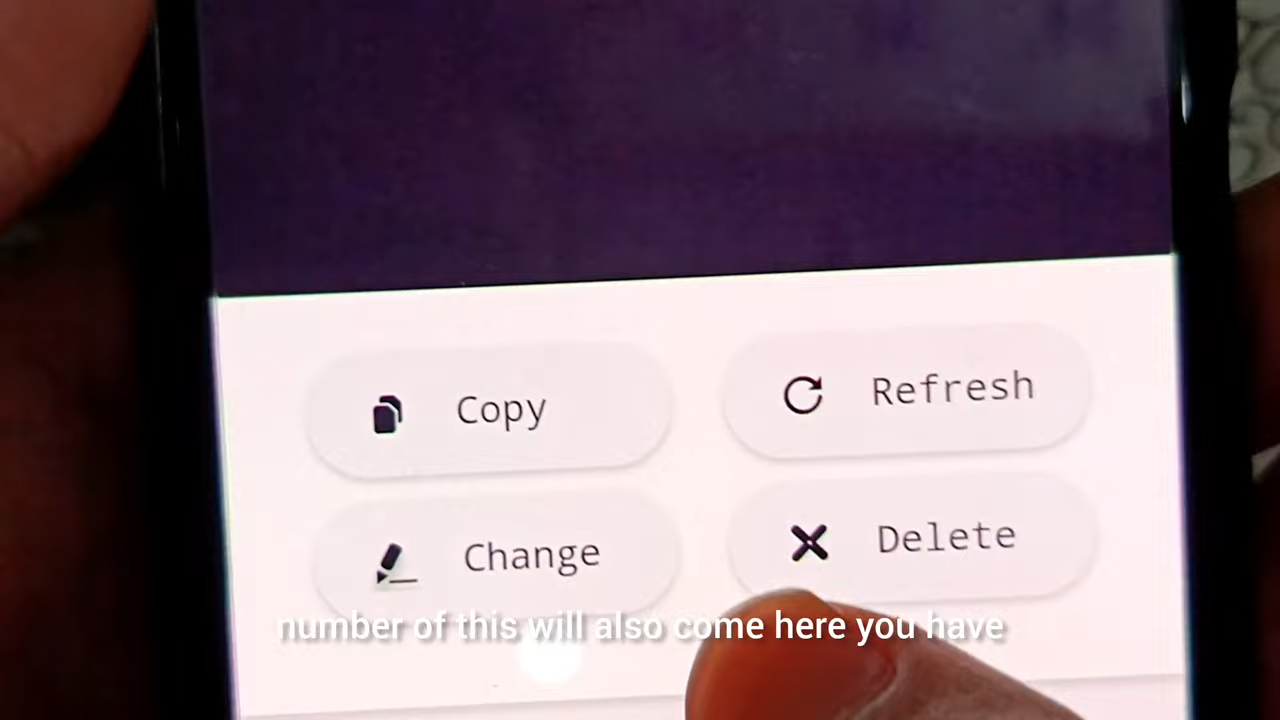 Copy
Refresh
Change
Delete
number of this will also come here you have